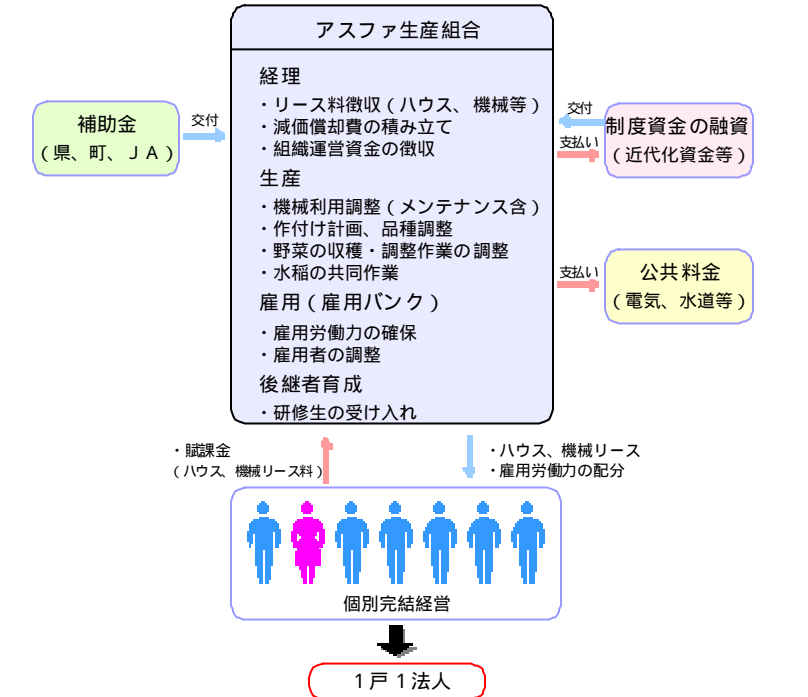 アスファ生産組合
経理
・リース料徴収（ハウス、機械等）
・減価償却費の積み立て
・組織運営資金の徴収
生産
・機械利用調整（メンテナンス含）
・作付け計画、品種調整
・野菜の収穫・調整作業の調整
・水稲の共同作業
雇用（雇用バンク）
・雇用労働力の確保
・雇用者の調整
後継者育成
・研修生の受け入れ
補助金
（県、町、ＪＡ）
交付
交付
支払い
制度資金の融資
（近代化資金等）
支払い
公共料金
（電気、水道等）
・賦課金
（ハウス、機械リース料）
・ハウス、機械リース
・雇用労働力の配分
個別完結経営
１戸１法人